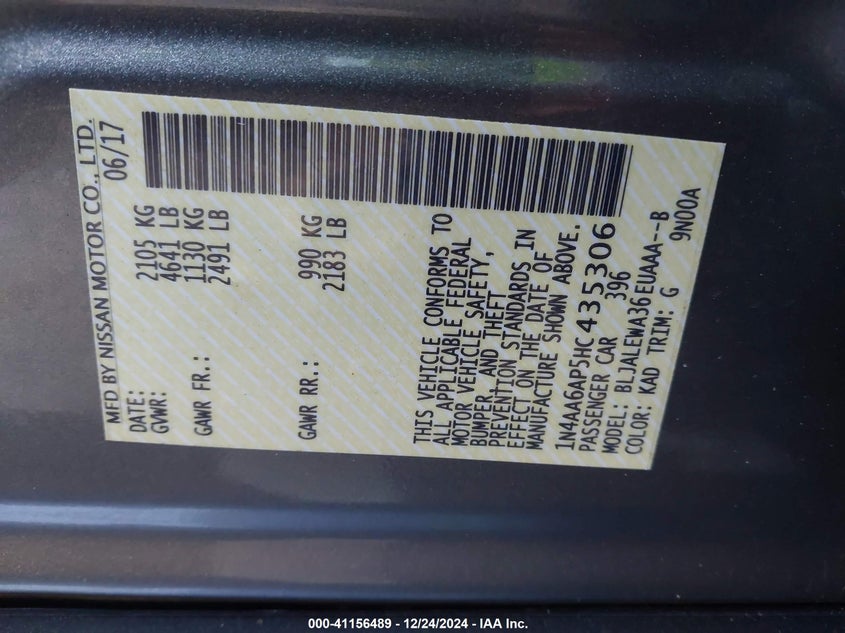 MFD BY NISSAN MOTOR CO., LTD.
DATE: 06/17
GVWR: 2105 KG
4641 LB
GAWR FR.: 1130 KG
2491 LB
GAWR RR.: 990 KG
2183 LB
THIS VEHICLE CONFORMS TO
ALL APPLICABLE FEDERAL
MOTOR VEHICLE SAFETY,
BUMPER, AND THEFT
PREVENTION STANDARDS IN
EFFECT ON THE DATE OF
MANUFACTURE SHOWN ABOVE.
1N4AA6AP5HC435306
PASSENGER CAR 396
MODEL: BLJALEWA36EUAAA--B
COLOR: KAD TRIM: G 9N00A
000-41156489 - 12/24/2024 - IAA Inc.